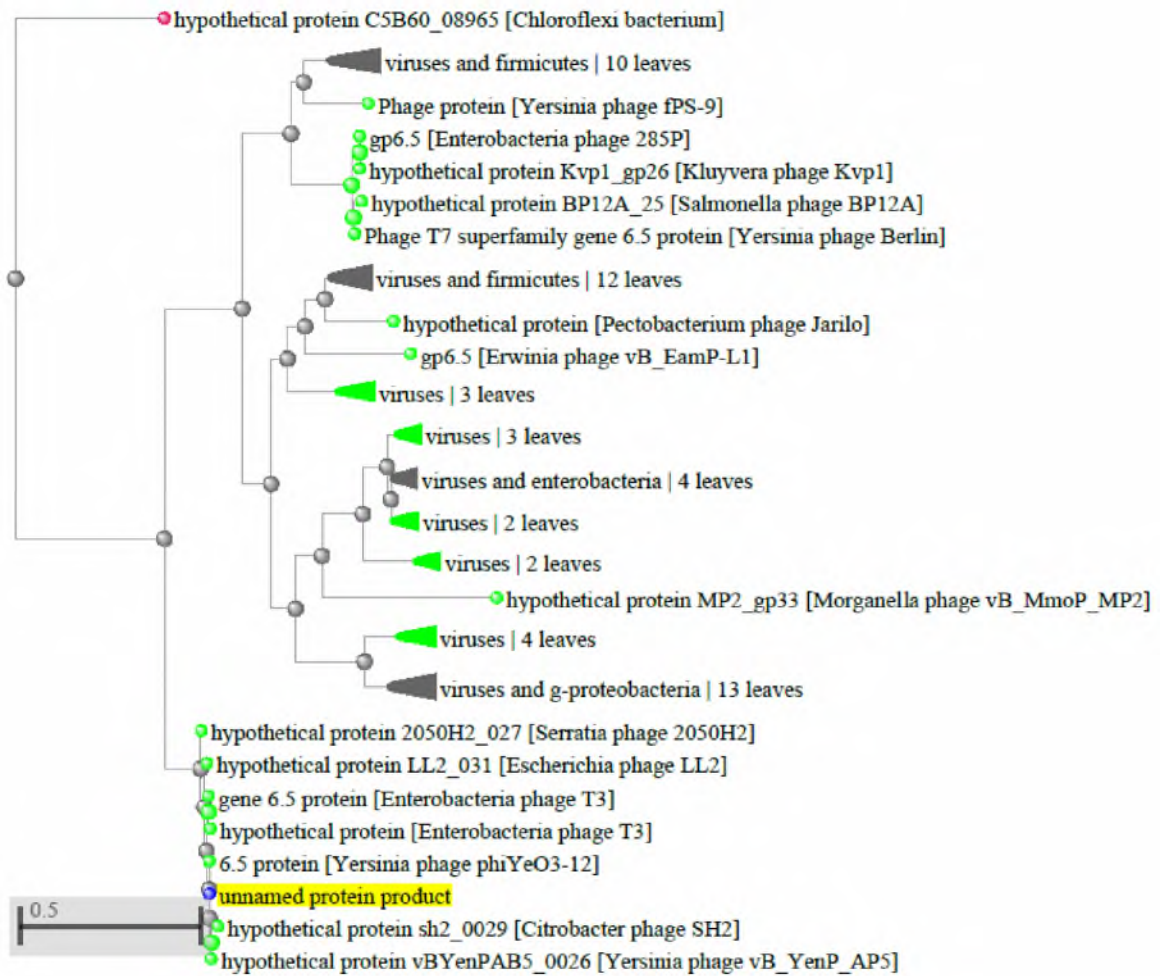 hypothetical protein C5B60_08965 [Chloroflexi bacterium]
viruses and firmicutes | 10 leaves
Phage protein [Yersinia phage fPS-9]
gp6.5 [Enterobacteria phage 285P]
hypothetical protein Kvp1_gp26 [Kluyvera phage Kvp1]
hypothetical protein BP12A_25 [Salmonella phage BP12A]
Phage T7 superfamily gene 6.5 protein [Yersinia phage Berlin]
viruses and firmicutes | 12 leaves
hypothetical protein [Pectobacterium phage Jarilo]
gp6.5 [Erwinia phage vB_EamP-L1]
viruses | 3 leaves
viruses | 3 leaves
viruses and enterobacteria | 4 leaves
viruses | 2 leaves
viruses | 2 leaves
hypothetical protein MP2_gp33 [Morganella phage vB_MmoP_MP2]
viruses | 4 leaves
viruses and g-proteobacteria | 13 leaves
hypothetical protein 2050H2_027 [Serratia phage 2050H2]
hypothetical protein LL2_031 [Escherichia phage LL2]
gene 6.5 protein [Enterobacteria phage T3]
hypothetical protein [Enterobacteria phage T3]
6.5 protein [Yersinia phage phiYeO3-12]
unnamed protein product
0.5
hypothetical protein sh2_0029 [Citrobacter phage SH2]
hypothetical protein vBYenPAB5_0026 [Yersinia phage vB_YenP_AP5]